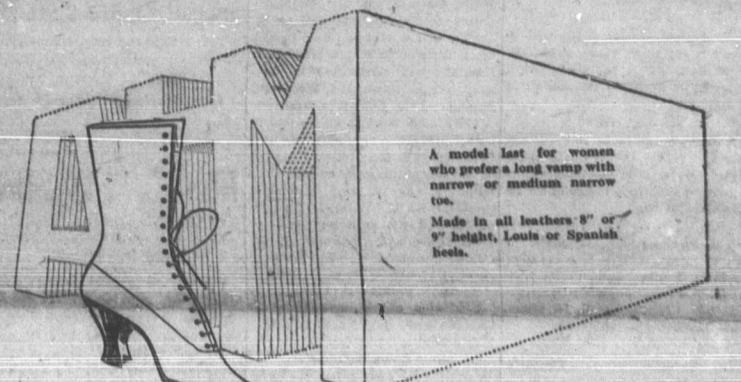 A model last for women
who prefer a long vamp with
narrow or medium narrow
toe.
Made in all leathers 8" or
9" height, Louis or Spanish
heels.